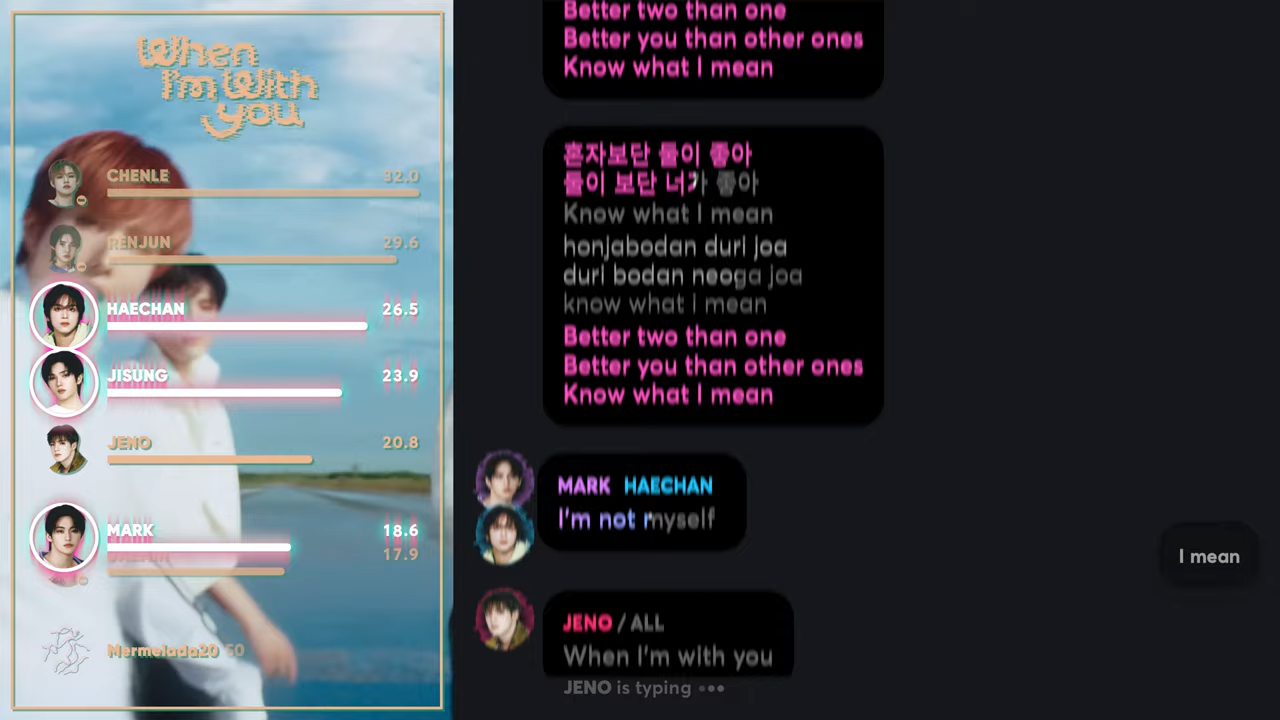 When
I'm With
you
CHENLE 32.0
RENJUN 29.6
HAECHAN 26.5
JISUNG 23.9
JENO 20.8
MARK 18.6
17.9
Mermelada20 50
Better two than one
Better you than other ones
Know what I mean
혼자보단 둘이 좋아
둘이 보단 너가 좋아
Know what I mean
honjabodan duri joa
duri bodan neoga joa
know what I mean
Better two than one
Better you than other ones
Know what I mean
MARK HAECHAN
I'm not myself
I mean
JENO / ALL
When I'm with you
JENO is typing •••